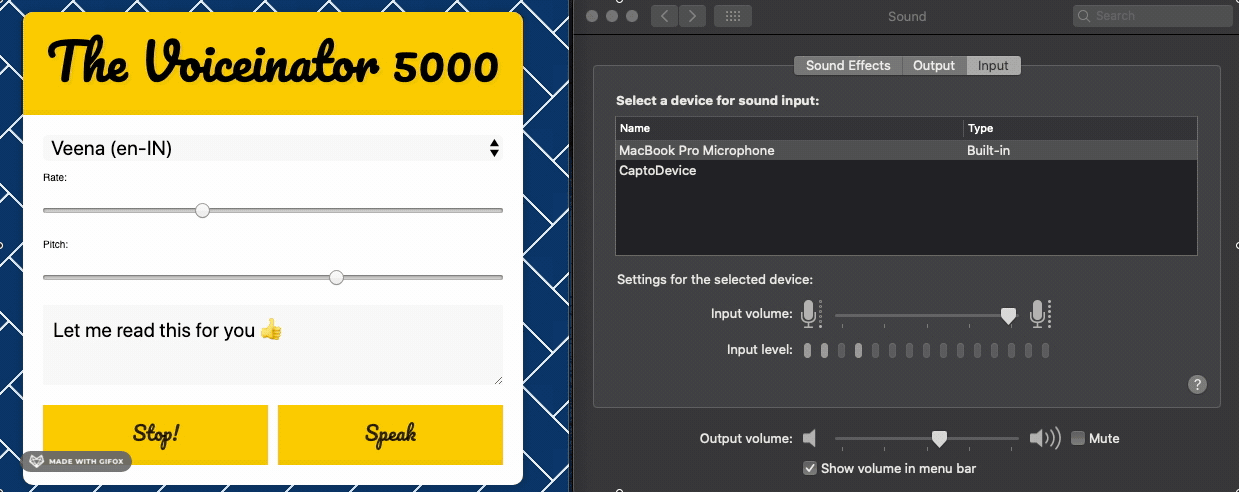 The Voiceinator 5000
Veena (en-IN)
Rate:
Pitch:
Let me read this for you 👍
Stop!
Speak
MADE WITH GIFOX
Sound
Search
Sound Effects
Output
Input
Select a device for sound input:
Name
Type
MacBook Pro Microphone
Built-in
CaptoDevice
Settings for the selected device:
Input volume:
Input level:
?
Output volume:
Mute
Show volume in menu bar